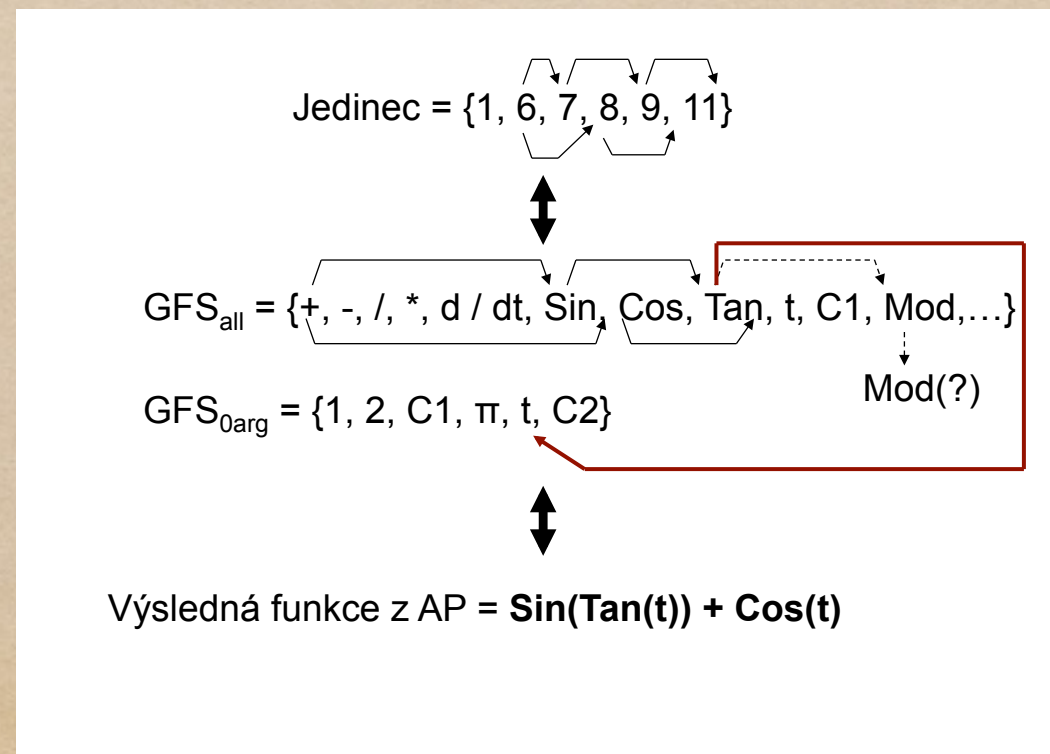 Jedinec = {1, 6, 7, 8, 9, 11}
GFSall = {+, -, /, *, d / dt, Sin, Cos, Tan, t, C1, Mod,…}
Mod(?)
GFS0arg = {1, 2, C1, π, t, C2}
Výsledná funkce z AP = Sin(Tan(t)) + Cos(t)